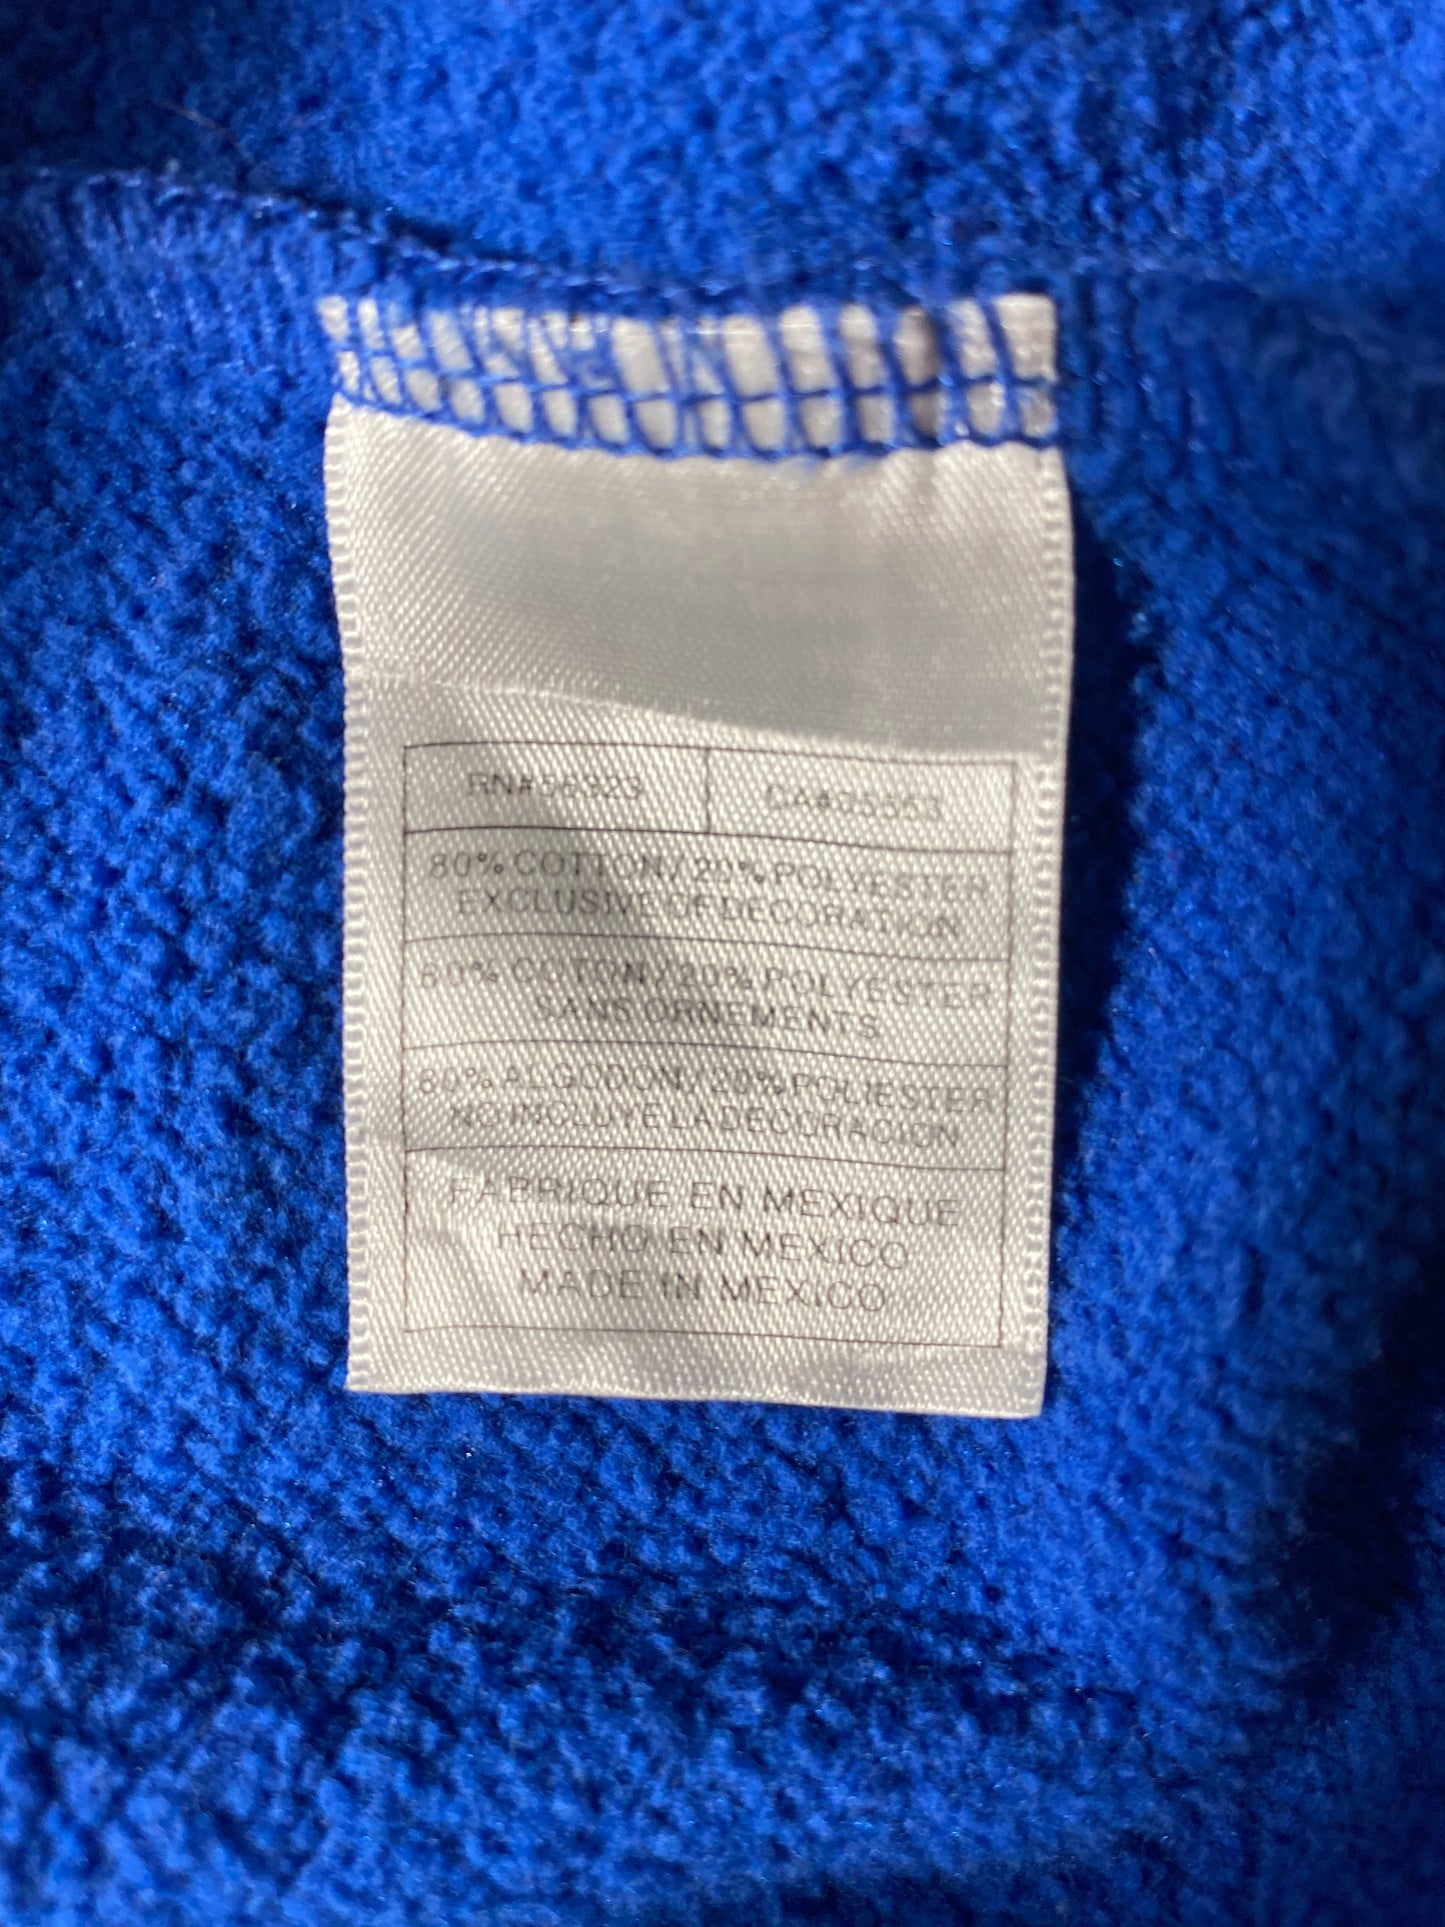 RN#56323 CA#05553
80% COTTON / 20% POLYESTER
EXCLUSIVE OF DECORATION
80% COTON / 20% POLYESTER
SANS ORNEMENTS
80% ALGODON / 20% POLIESTER
NO INCLUYE LA DECORACION
FABRIQUE EN MEXIQUE
HECHO EN MEXICO
MADE IN MEXICO